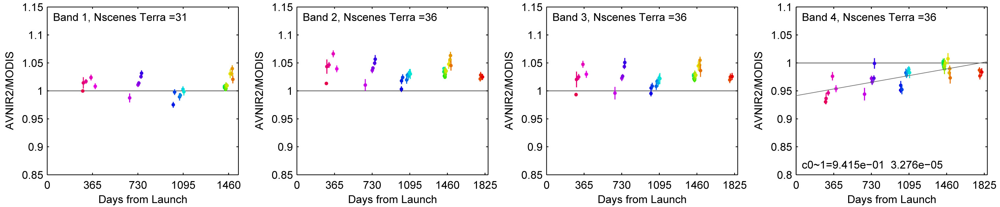 Band 1, Nscenes Terra =31
1.15
1.1
1.05
1
0.95
0.9
0.85
AVNIR2/MODIS
0 365 730 1095 1460
Days from Launch
Band 2, Nscenes Terra =36
1.15
1.1
1.05
1
0.95
0.9
0.85
AVNIR2/MODIS
0 365 730 1095 1460 1825
Days from Launch
Band 3, Nscenes Terra =36
1.15
1.1
1.05
1
0.95
0.9
0.85
AVNIR2/MODIS
0 365 730 1095 1460 1825
Days from Launch
Band 4, Nscenes Terra =36
1.1
1.05
1
0.95
0.9
0.85
0.8
AVNIR2/MODIS
c0~1=9.415e−01 3.276e−05
0 365 730 1095 1460 1825
Days from Launch